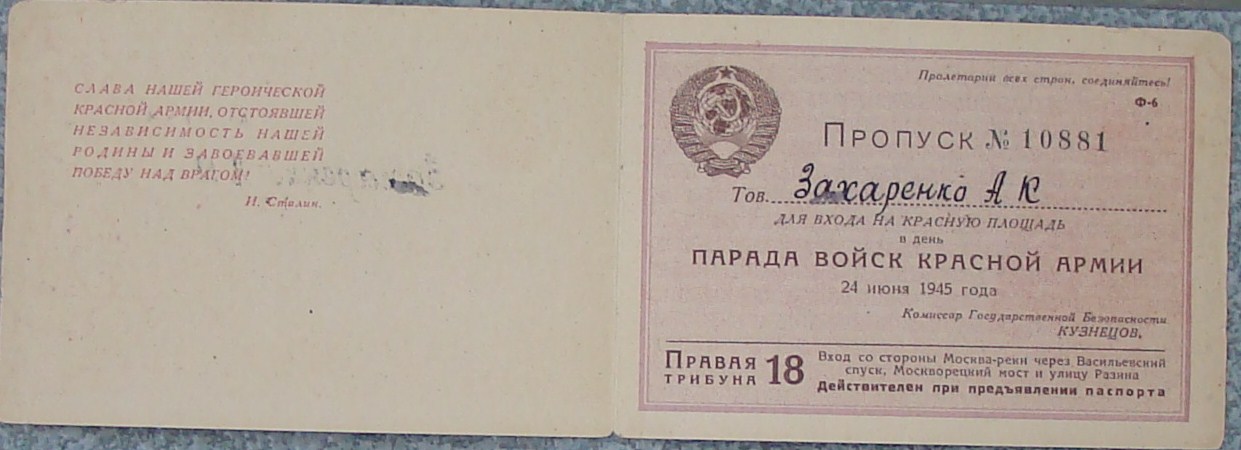 СЛАВА НАШЕЙ ГЕРОИЧЕСКОЙ
КРАСНОЙ АРМИИ, ОТСТОЯВШЕЙ
НЕЗАВИСИМОСТЬ НАШЕЙ
РОДИНЫ И ЗАВОЕВАВШЕЙ
ПОБЕДУ НАД ВРАГОМ!
И. Сталин.
Пролетарии всех стран, соединяйтесь!
Ф-6
ПРОПУСК № 10881
Тов. Захаренко А К
ДЛЯ ВХОДА НА КРАСНУЮ ПЛОЩАДЬ
в день
ПАРАДА ВОЙСК КРАСНОЙ АРМИИ
24 июня 1945 года
Комиссар Государственной Безопасности
КУЗНЕЦОВ.
ПРАВАЯ
ТРИБУНА 18
Вход со стороны Москва-реки через Васильевский
спуск, Москворецкий мост и улицу Разина
Действителен при предъявлении паспорта